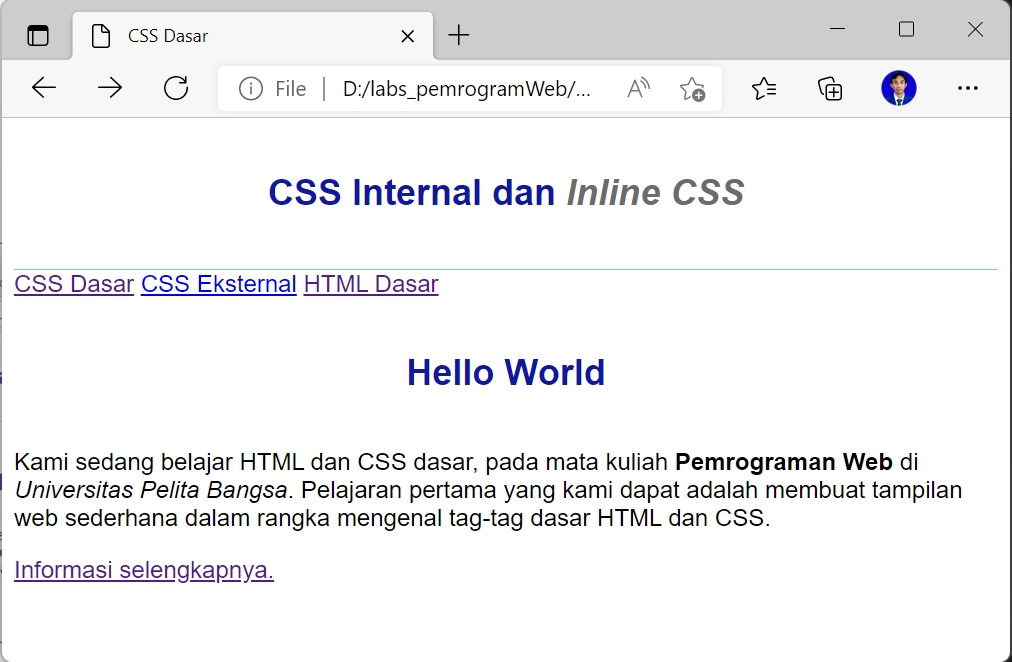 CSS Dasar
File
D:/labs_pemrogramWeb/...
CSS Internal dan Inline CSS
CSS Dasar CSS Eksternal HTML Dasar
Hello World
Kami sedang belajar HTML dan CSS dasar, pada mata kuliah Pemrograman Web di
Universitas Pelita Bangsa. Pelajaran pertama yang kami dapat adalah membuat tampilan
web sederhana dalam rangka mengenal tag-tag dasar HTML dan CSS.
Informasi selengkapnya.